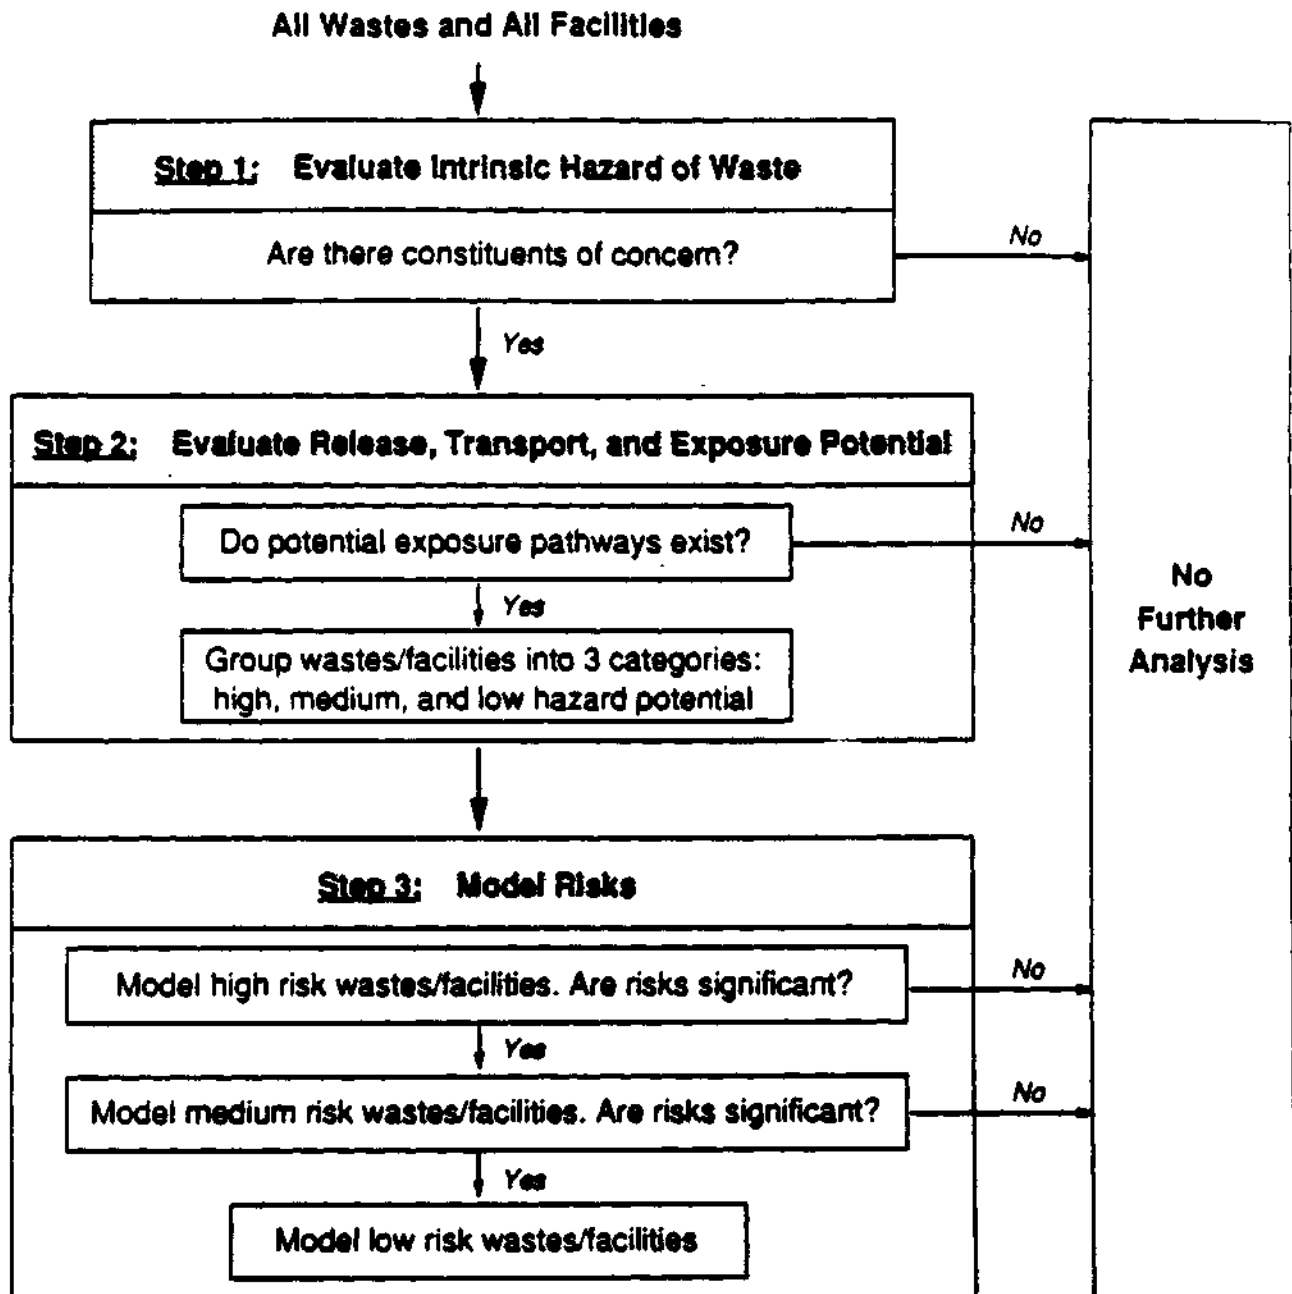 All Wastes and All Facilities
Step 1: Evaluate Intrinsic Hazard of Waste
Are there constituents of concern?
No
Yes
Step 2: Evaluate Release, Transport, and Exposure Potential
Do potential exposure pathways exist?
No
Yes
Group wastes/facilities into 3 categories:
high, medium, and low hazard potential
No
Further
Analysis
Step 3: Model Risks
Model high risk wastes/facilities. Are risks significant?
No
Yes
Model medium risk wastes/facilities. Are risks significant?
No
Yes
Model low risk wastes/facilities